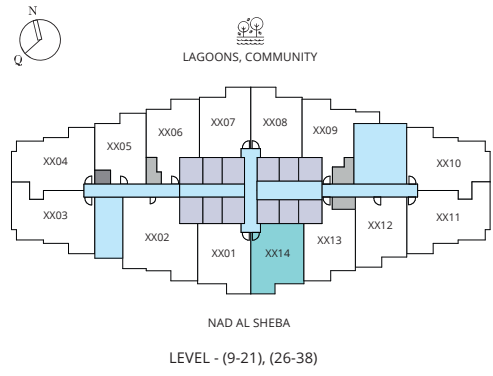 N
Q
LAGOONS, COMMUNITY
XX07
XX08
XX06
XX09
XX05
XX04
XX10
XX03
XX11
XX02
XX12
XX13
XX01
XX14
NAD AL SHEBA
LEVEL - (9-21), (26-38)